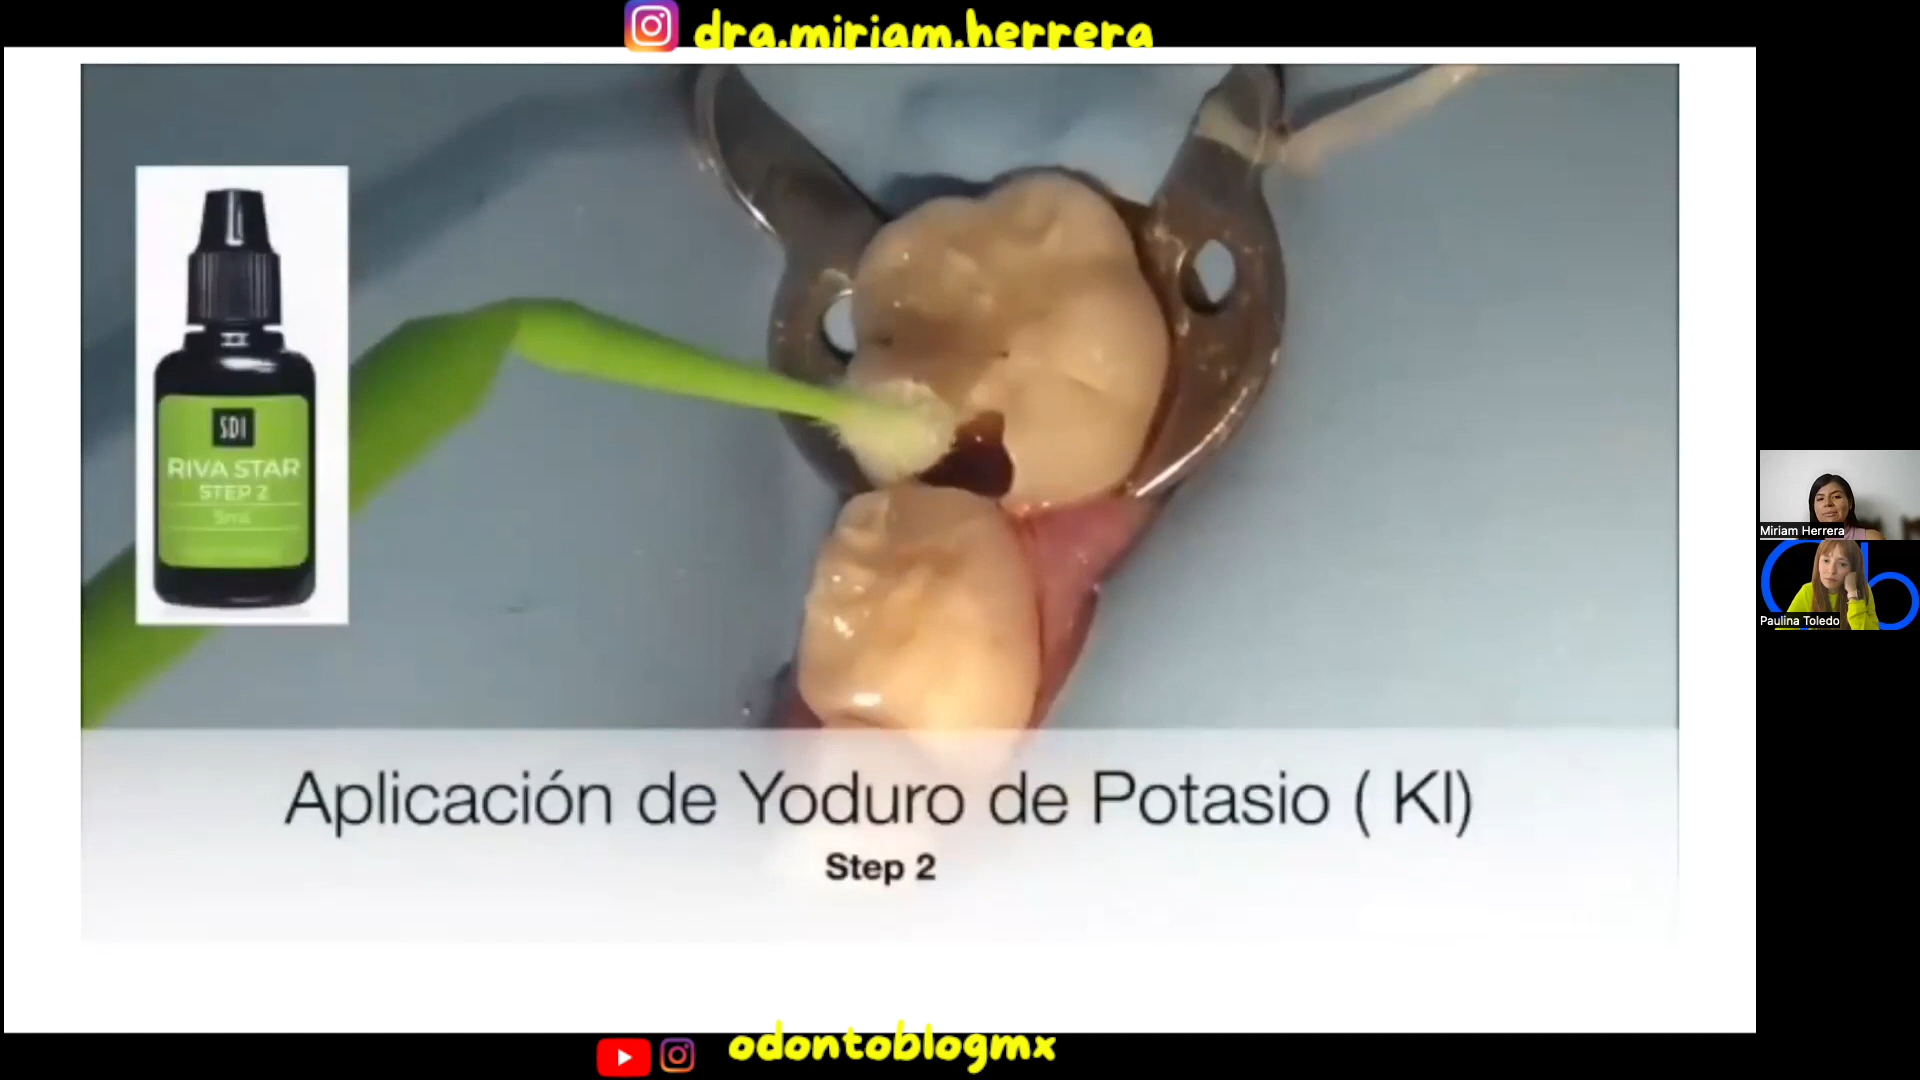 dra.miriam.herrera
SDI
RIVA STAR
STEP 2
5mL
Aplicación de Yoduro de Potasio ( KI)
Step 2
Miriam Herrera
Paulina Toledo
odontoblogmx